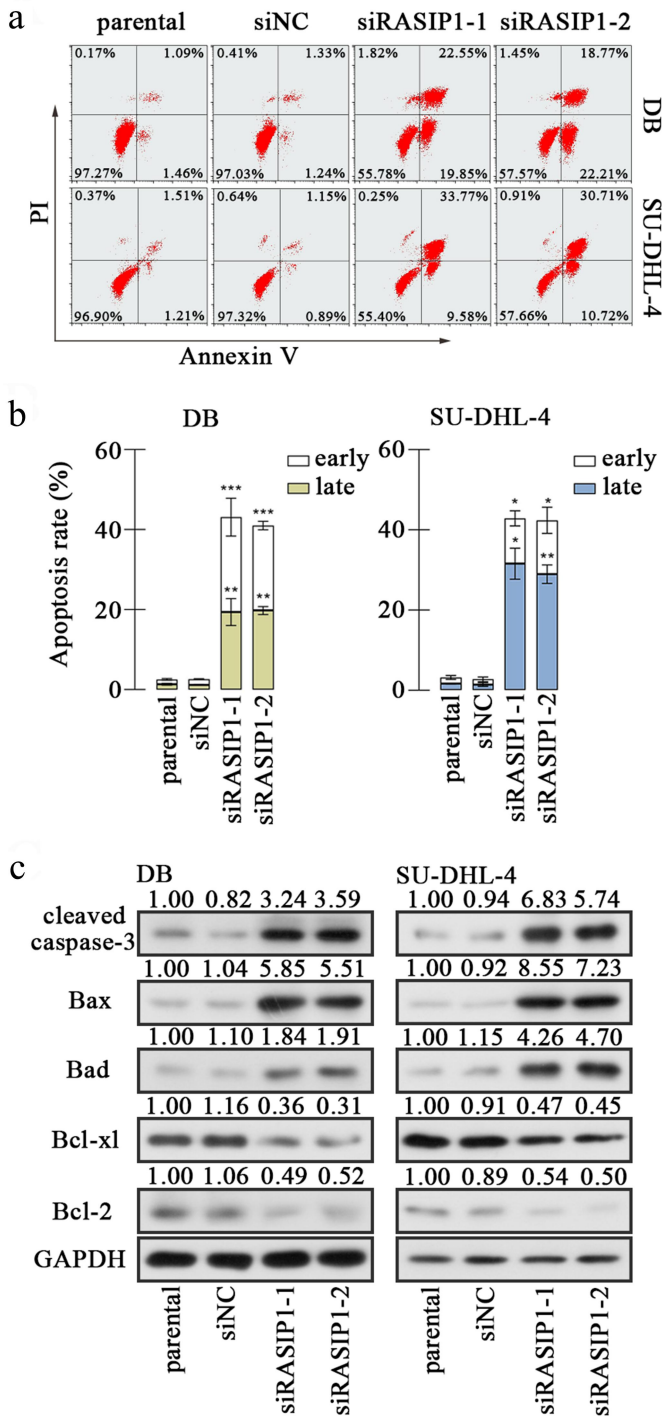 a
parental siNC siRASIP1-1 siRASIP1-2
0.17% 1.09% 0.41% 1.33% 1.82% 22.55% 1.45% 18.77%
DB
97.27% 1.46% 97.03% 1.24% 55.78% 19.85% 57.57% 22.21%
PI
0.37% 1.51% 0.64% 1.15% 0.25% 33.77% 0.91% 30.71%
SU-DHL-4
96.90% 1.21% 97.32% 0.89% 55.40% 9.58% 57.66% 10.72%
Annexin V
b
DB
Apoptosis rate (%)
60
40
20
0
early
late
*** ***
** **
parental
siNC
siRASIP1-1
siRASIP1-2
SU-DHL-4
60
40
20
0
early
late
* *
* **
parental
siNC
siRASIP1-1
siRASIP1-2
c
DB SU-DHL-4
1.00 0.82 3.24 3.59 1.00 0.94 6.83 5.74
cleaved
caspase-3
1.00 1.04 5.85 5.51 1.00 0.92 8.55 7.23
Bax
1.00 1.10 1.84 1.91 1.00 1.15 4.26 4.70
Bad
1.00 1.16 0.36 0.31 1.00 0.91 0.47 0.45
Bcl-xl
1.00 1.06 0.49 0.52 1.00 0.89 0.54 0.50
Bcl-2
GAPDH
parental
siNC
siRASIP1-1
siRASIP1-2
parental
siNC
siRASIP1-1
siRASIP1-2